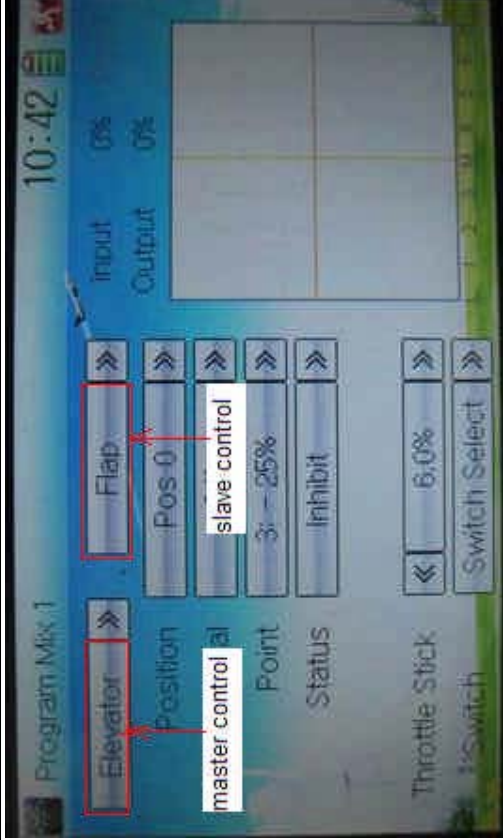 Program Mix 1 10:42
Elevator Flap Input 0%
Position Pos 0 Output 0%
master control slave control
Point 3: - 25%
Status Inhibit
Throttle Stick 6.0%
Switch Switch Select